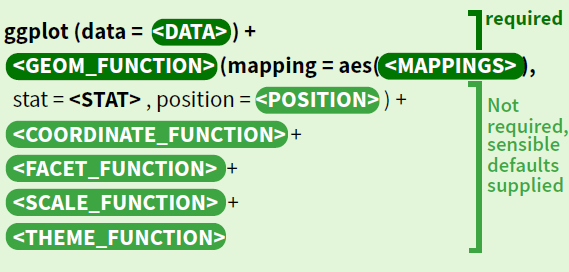 ggplot (data = <DATA>) +
<GEOM_FUNCTION> (mapping = aes(<MAPPINGS>),
stat = <STAT> , position = <POSITION> ) +
<COORDINATE_FUNCTION> +
<FACET_FUNCTION> +
<SCALE_FUNCTION> +
<THEME_FUNCTION>
required
Not
required,
sensible
defaults
supplied